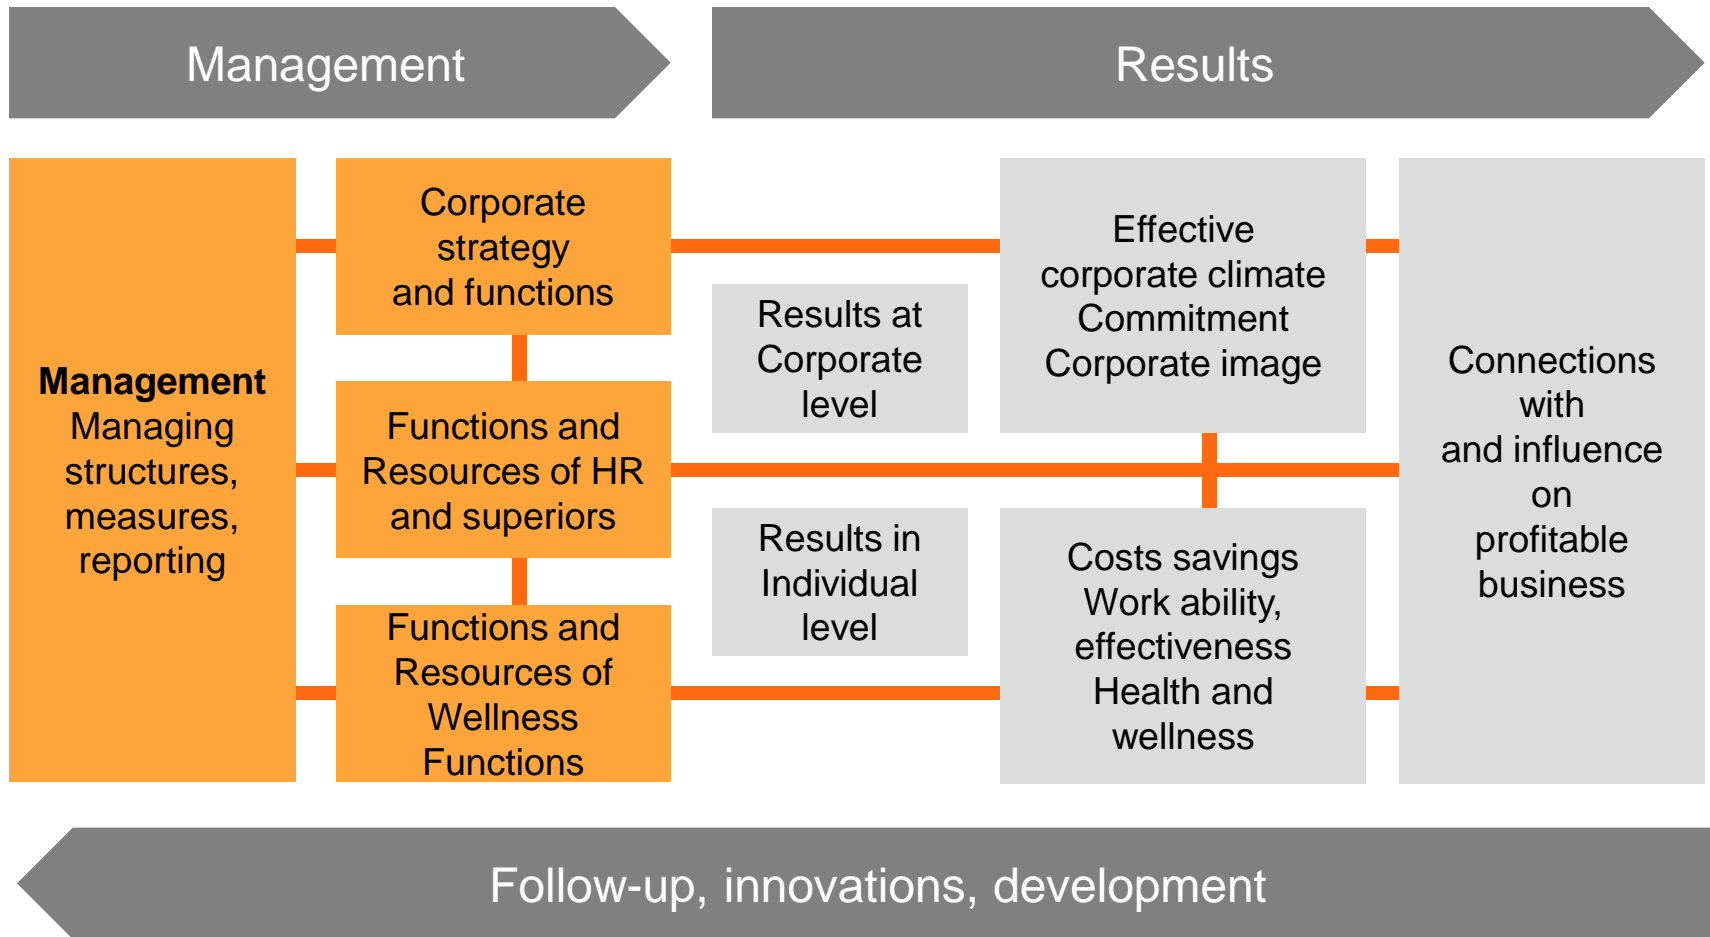 Management
Results
Management
Managing
structures,
measures,
reporting
Corporate
strategy
and functions
Functions and
Resources of HR
and superiors
Functions and
Resources of
Wellness
Functions
Results at
Corporate
level
Results in
Individual
level
Effective
corporate climate
Commitment
Corporate image
Costs savings
Work ability,
effectiveness
Health and
wellness
Connections
with
and influence
on
profitable
business
Follow-up, innovations, development